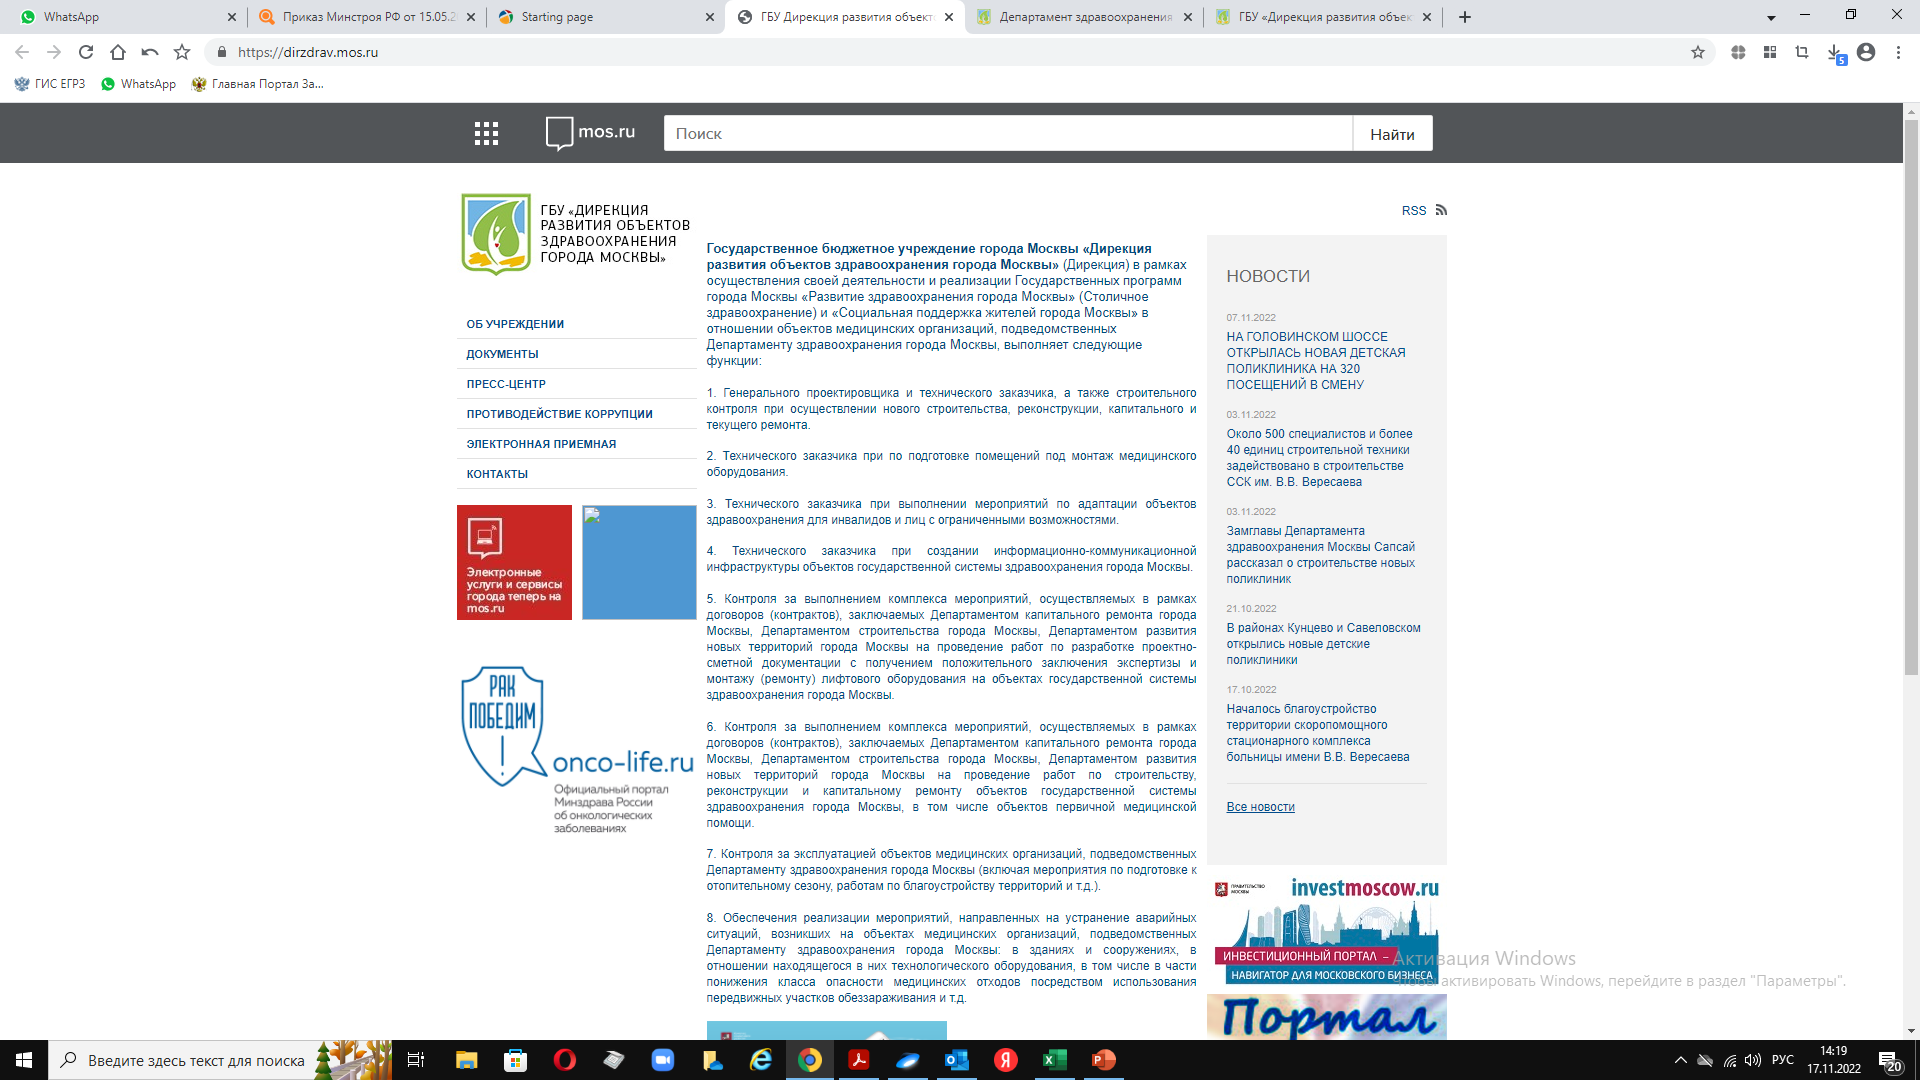 WhatsApp
Приказ Минстроя РФ от 15.05.2
Starting page
ГБУ Дирекция развития объект
Департамент здравоохранения
ГБУ «Дирекция развития объек
https://dirzdrav.mos.ru
5
ГИС ЕГРЗ
WhatsApp
Главная Портал За...
mos.ru
Поиск
Найти
ГБУ «ДИРЕКЦИЯ
РАЗВИТИЯ ОБЪЕКТОВ
ЗДРАВООХРАНЕНИЯ
ГОРОДА МОСКВЫ»
ОБ УЧРЕЖДЕНИИ
ДОКУМЕНТЫ
ПРЕСС-ЦЕНТР
ПРОТИВОДЕЙСТВИЕ КОРРУПЦИИ
ЭЛЕКТРОННАЯ ПРИЕМНАЯ
КОНТАКТЫ
Электронные
услуги и сервисы
города теперь на
mos.ru
РАК
ПОБЕДИМ
!
onco-life.ru
Официальный портал
Минздрава России
об онкологических
заболеваниях
Государственное бюджетное учреждение города Москвы «Дирекция
развития объектов здравоохранения города Москвы» (Дирекция) в рамках
осуществления своей деятельности и реализации Государственных программ
города Москвы «Развитие здравоохранения города Москвы» (Столичное
здравоохранение) и «Социальная поддержка жителей города Москвы» в
отношении объектов медицинских организаций, подведомственных
Департаменту здравоохранения города Москвы, выполняет следующие
функции:
1. Генерального проектировщика и технического заказчика, а также строительного
контроля при осуществлении нового строительства, реконструкции, капитального и
текущего ремонта.
2. Технического заказчика при по подготовке помещений под монтаж медицинского
оборудования.
3. Технического заказчика при выполнении мероприятий по адаптации объектов
здравоохранения для инвалидов и лиц с ограниченными возможностями.
4. Технического заказчика при создании информационно-коммуникационной
инфраструктуры объектов государственной системы здравоохранения города Москвы.
5. Контроля за выполнением комплекса мероприятий, осуществляемых в рамках
договоров (контрактов), заключаемых Департаментом капитального ремонта города
Москвы, Департаментом строительства города Москвы, Департаментом развития
новых территорий города Москвы на проведение работ по разработке проектно-
сметной документации с получением положительного заключения экспертизы и
монтажу (ремонту) лифтового оборудования на объектах государственной системы
здравоохранения города Москвы.
6. Контроля за выполнением комплекса мероприятий, осуществляемых в рамках
договоров (контрактов), заключаемых Департаментом капитального ремонта города
Москвы, Департаментом строительства города Москвы, Департаментом развития
новых территорий города Москвы на проведение работ по строительству,
реконструкции и капитальному ремонту объектов государственной системы
здравоохранения города Москвы, в том числе объектов первичной медицинской
помощи.
7. Контроля за эксплуатацией объектов медицинских организаций, подведомственных
Департаменту здравоохранения города Москвы (включая мероприятия по подготовке к
отопительному сезону, работам по благоустройству территорий и т.д.).
8. Обеспечения реализации мероприятий, направленных на устранение аварийных
ситуаций, возникших на объектах медицинских организаций, подведомственных
Департаменту здравоохранения города Москвы: в зданиях и сооружениях, в
отношении находящегося в них технологического оборудования, в том числе в части
понижения класса опасности медицинских отходов посредством использования
передвижных участков обеззараживания и т.д.
RSS
НОВОСТИ
07.11.2022
НА ГОЛОВИНСКОМ ШОССЕ
ОТКРЫЛАСЬ НОВАЯ ДЕТСКАЯ
ПОЛИКЛИНИКА НА 320
ПОСЕЩЕНИЙ В СМЕНУ
03.11.2022
Около 500 специалистов и более
40 единиц строительной техники
задействовано в строительстве
ССК им. В.В. Вересаева
03.11.2022
Замглавы Департамента
здравоохранения Москвы Сапсай
рассказал о строительстве новых
поликлиник
21.10.2022
В районах Кунцево и Савеловском
открылись новые детские
поликлиники
17.10.2022
Началось благоустройство
территории скоропомощного
стационарного комплекса
больницы имени В.В. Вересаева
Все новости
ПРАВИТЕЛЬСТВО
МОСКВЫ
investmoscow.ru
ИНВЕСТИЦИОННЫЙ ПОРТАЛ –
НАВИГАТОР ДЛЯ МОСКОВСКОГО БИЗНЕСА
Портал
Активация Windows
Чтобы активировать Windows, перейдите в раздел "Параметры".
Введите здесь текст для поиска
РУС
14:19
17.11.2022
20